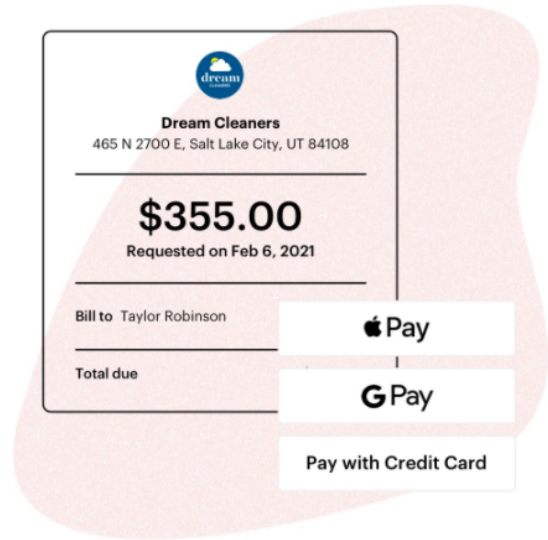 dream
CLEANERS
Dream Cleaners
465 N 2700 E, Salt Lake City, UT 84108
$355.00
Requested on Feb 6, 2021
Bill to Taylor Robinson
Total due
Pay
G Pay
Pay with Credit Card